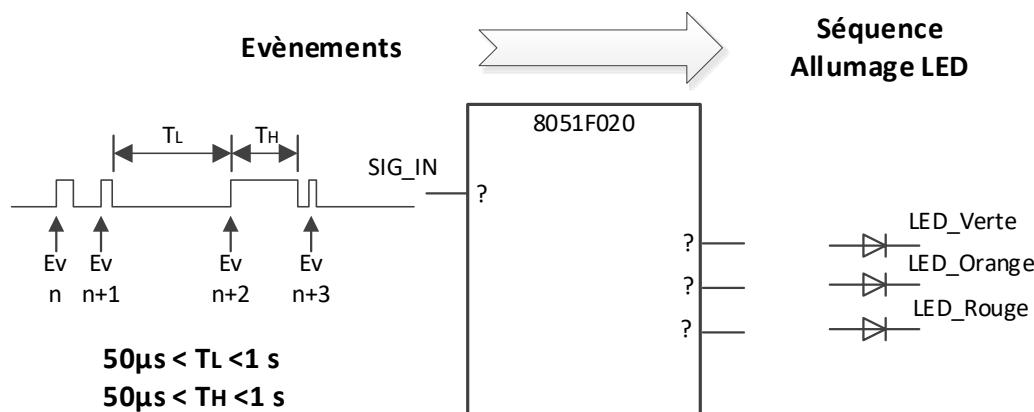 Evènements
Séquence
Allumage LED
8051F020
TL
TH
SIG_IN
?
?
?
?
LED_Verte
LED_Orange
LED_Rouge
Ev
n
Ev
n+1
Ev
n+2
Ev
n+3
50µs < TL <1 s
50µs < TH <1 s